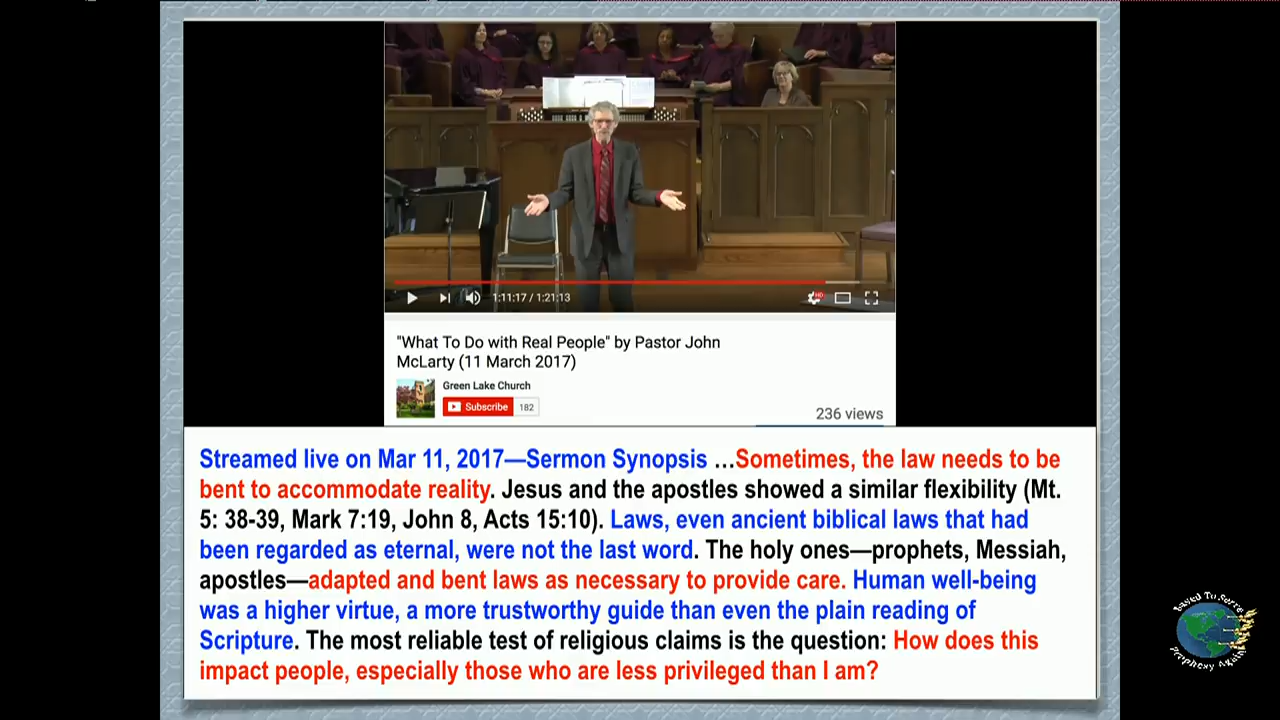 1:11:17 / 1:21:13
HD
"What To Do with Real People" by Pastor John
McLarty (11 March 2017)
Green Lake Church
Subscribe 182
236 views
Streamed live on Mar 11, 2017—Sermon Synopsis ...Sometimes, the law needs to be
bent to accommodate reality. Jesus and the apostles showed a similar flexibility (Mt.
5: 38-39, Mark 7:19, John 8, Acts 15:10). Laws, even ancient biblical laws that had
been regarded as eternal, were not the last word. The holy ones—prophets, Messiah,
apostles—adapted and bent laws as necessary to provide care. Human well-being
was a higher virtue, a more trustworthy guide than even the plain reading of
Scripture. The most reliable test of religious claims is the question: How does this
impact people, especially those who are less privileged than I am?
Prophesy Again